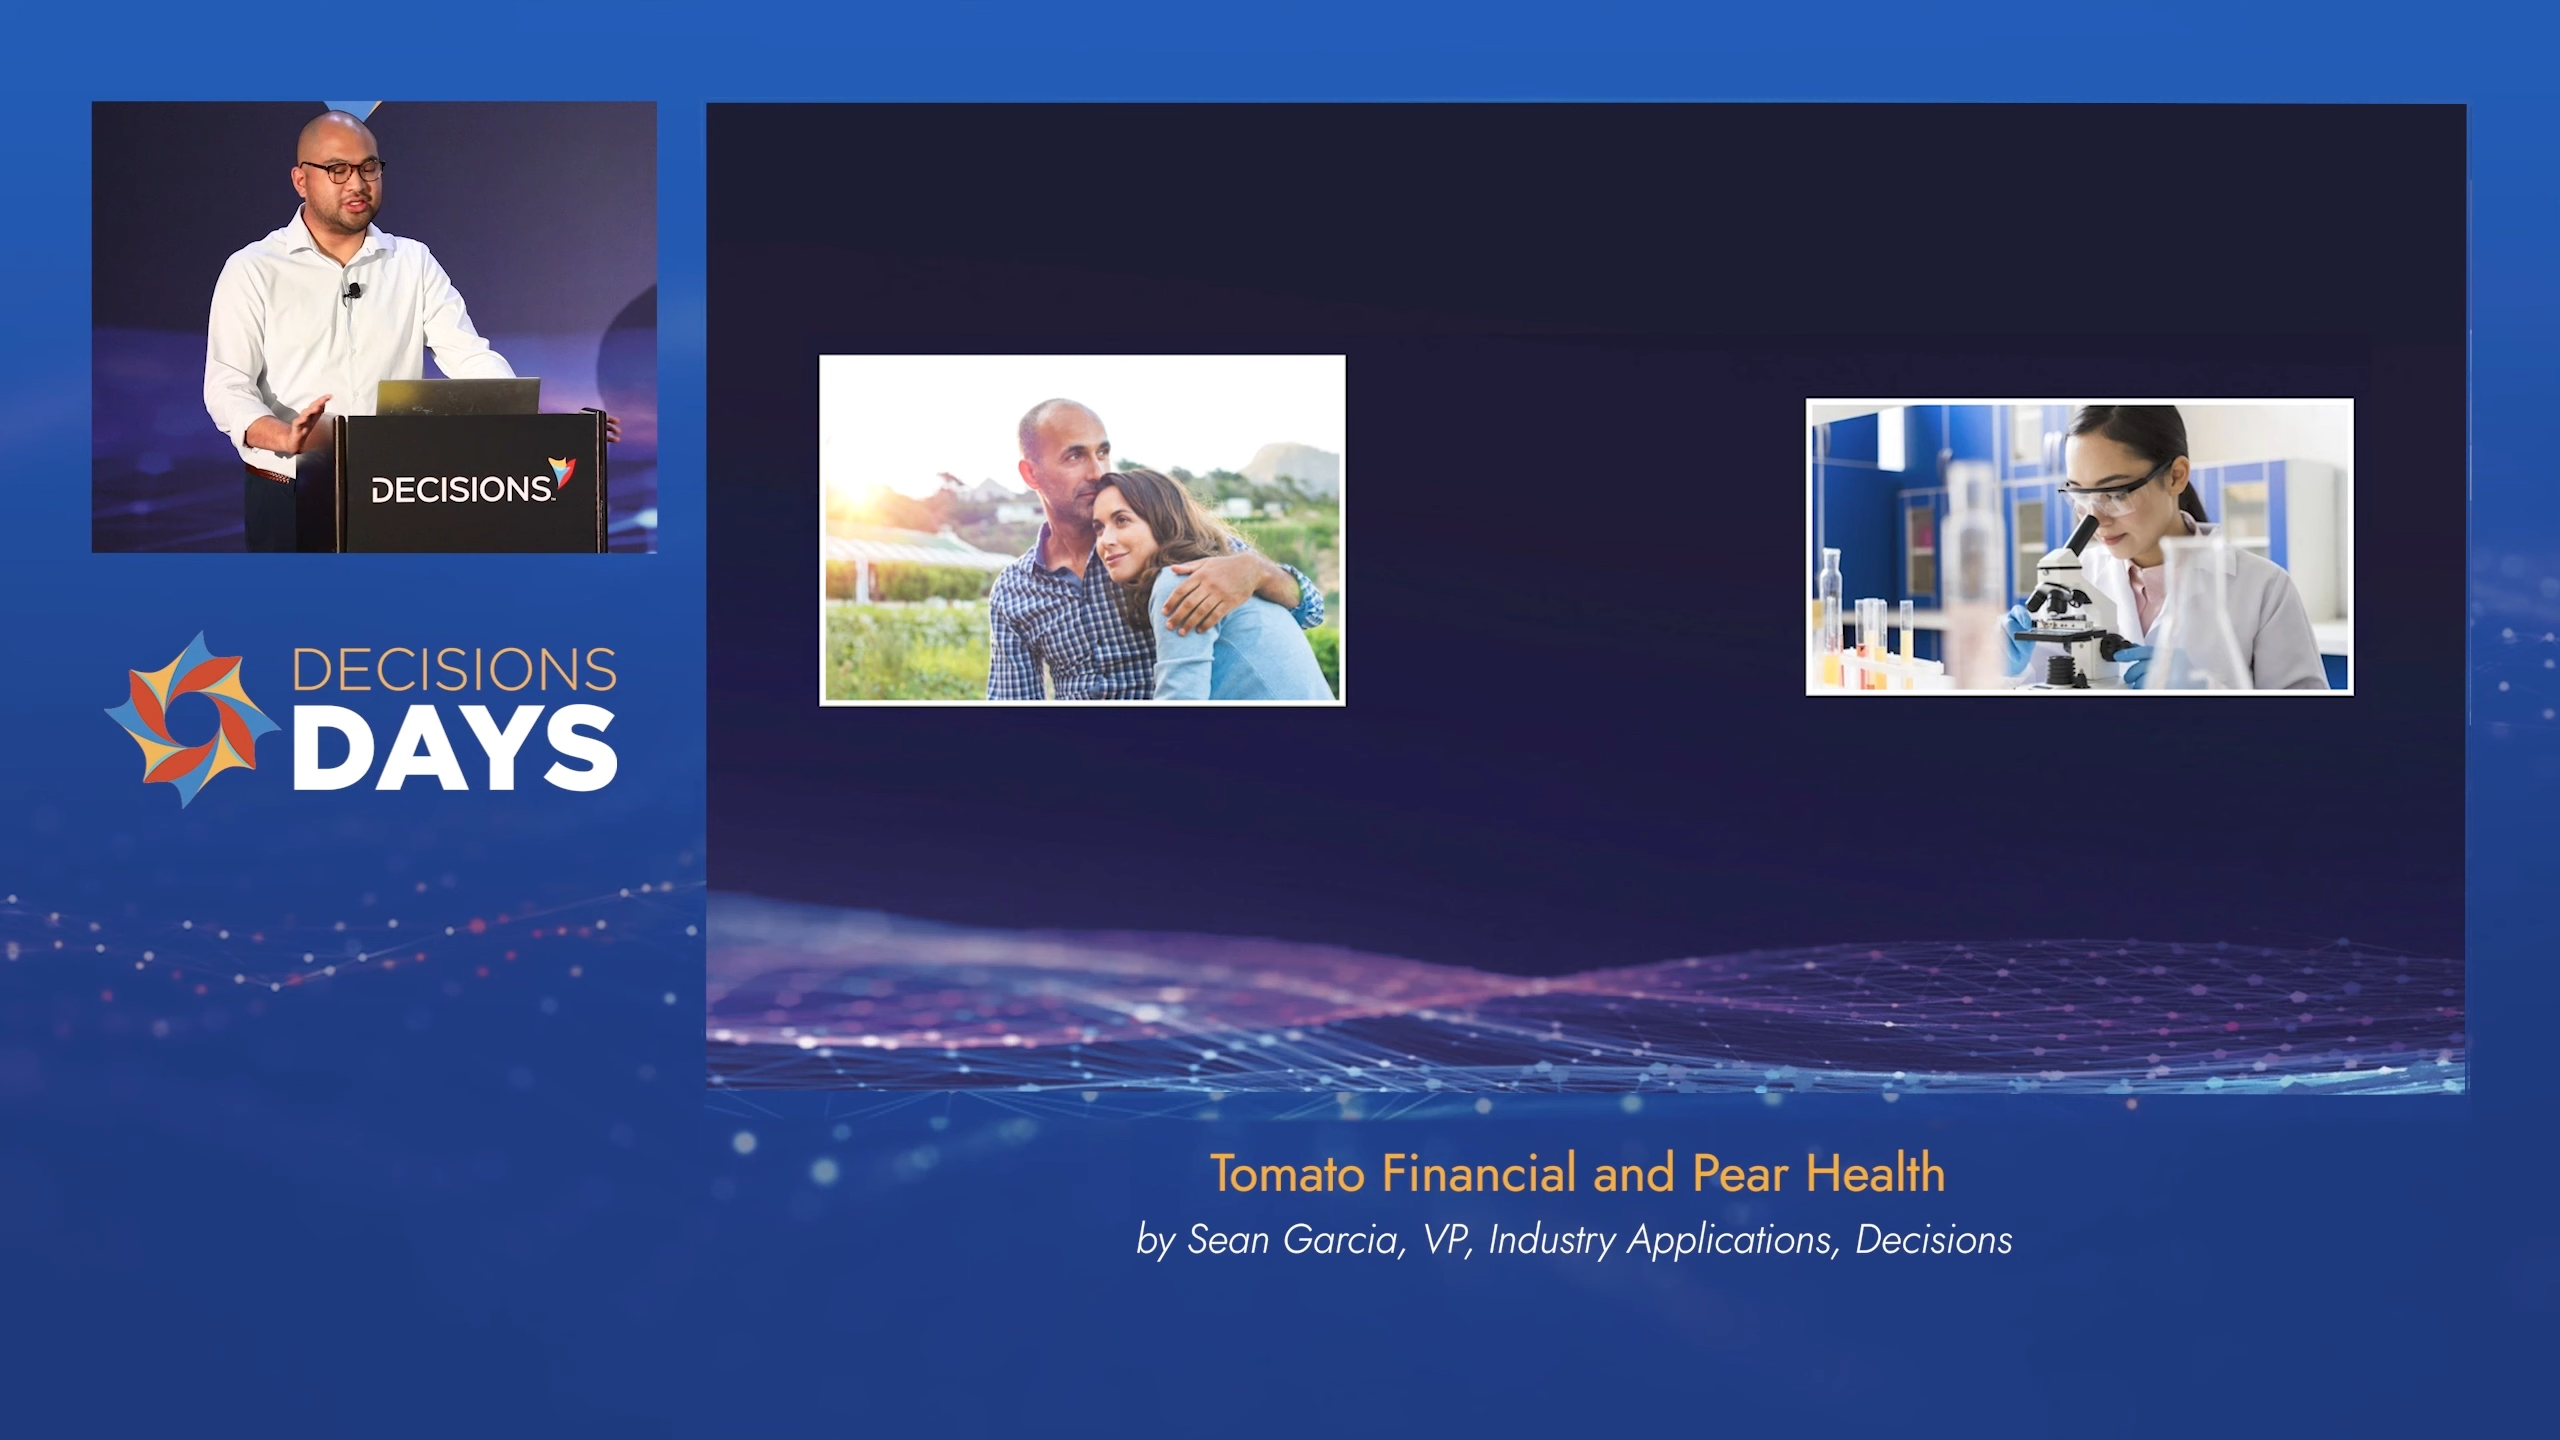 DECISIONS
DECISIONS
DAYS
Tomato Financial and Pear Health
by Sean Garcia, VP, Industry Applications, Decisions